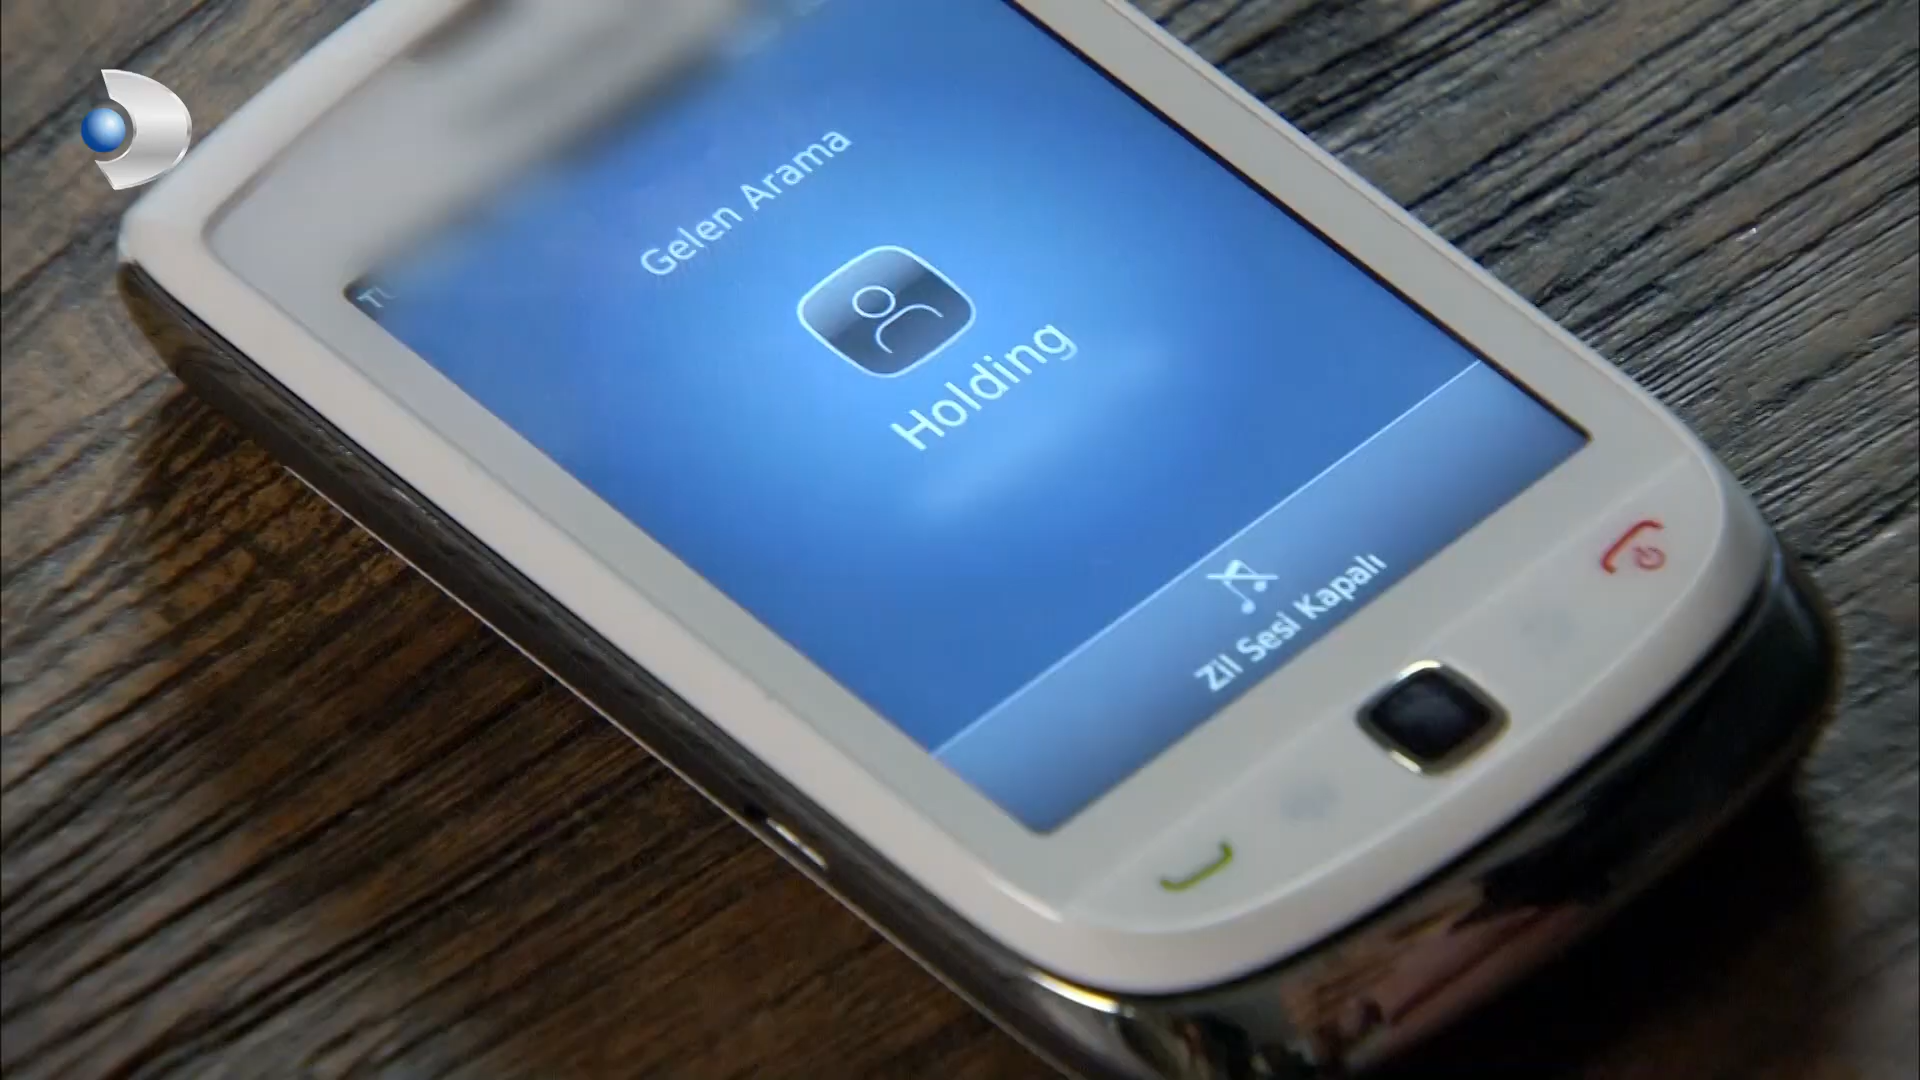 Gelen Arama
Holding
Zil Sesi Kapalı